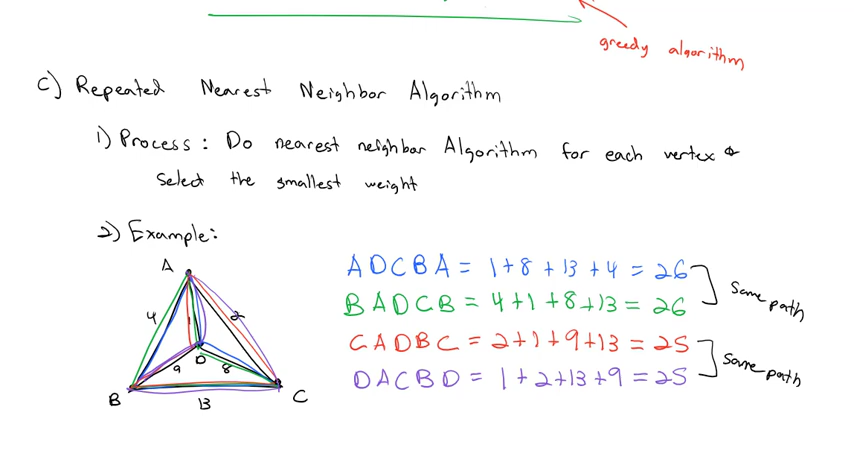 greedy algorithm
C) Repeated Nearest Neighbor Algorithm
1) Process: Do nearest neighbor Algorithm for each vertex &
Select the smallest weight
2) Example:
A
4
1
2
D
9
8
B
13
C
ADCBA = 1+8+13+4 = 26
BADCB = 4+1+8+13 = 26
Same path
CADBC = 2+1+9+13 = 25
DACBD = 1+2+13+9 = 25
Same path